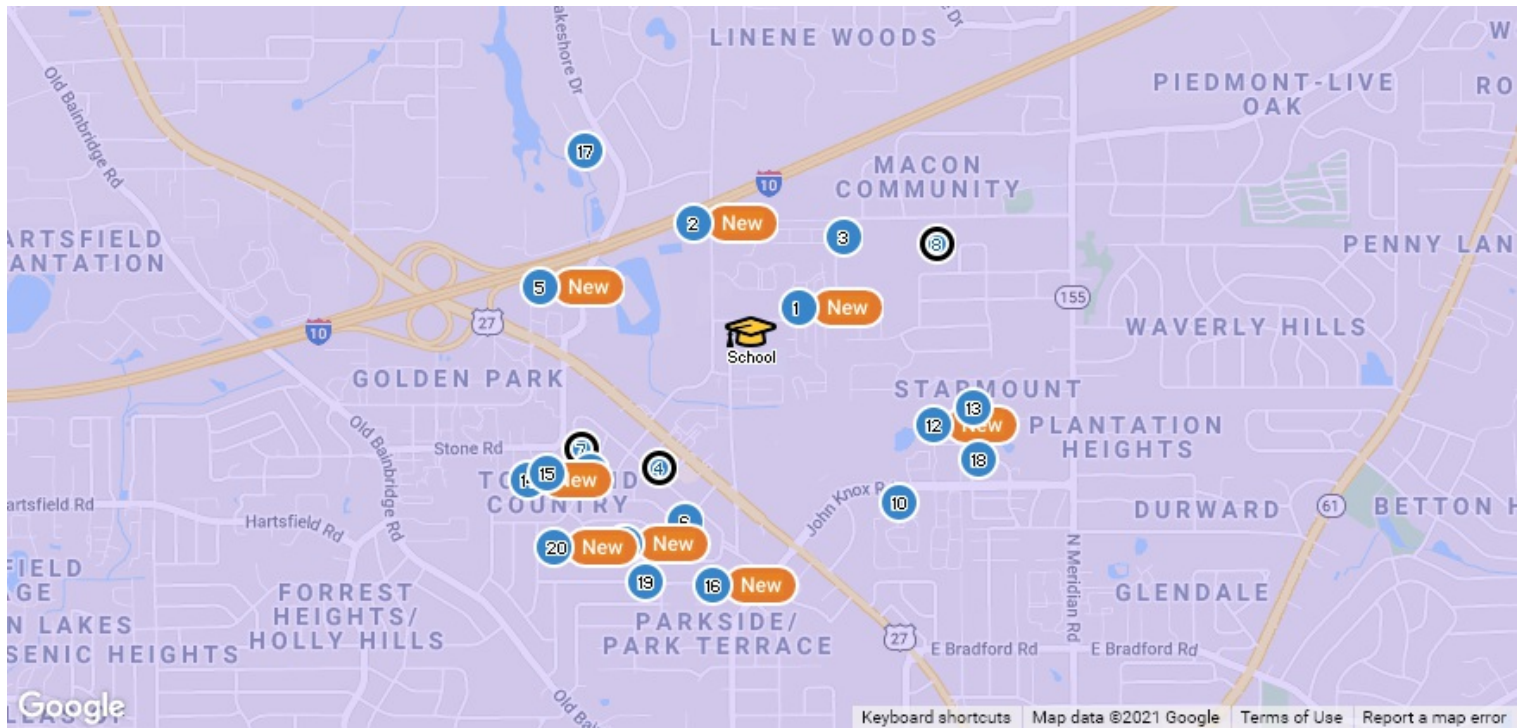 LINENE WOODS
akeshore Dr
Dr
Old Bainbridge Rd
PIEDMONT-LIVE
OAK
RO
17
10
MACON
COMMUNITY
2
New
3
8
ARTSFIELD
ANTATION
PENNY LAN
5
New
1
New
155
27
10
School
WAVERLY HILLS
GOLDEN PARK
STARMOUNT
13
12
New
PLANTATION
HEIGHTS
Old Bainbridge Rd
Stone Rd
7
4
18
15
New
COUNTRY
10
John Knox R
artsfield Rd
Hartsfield Rd
DURWARD
61
BETTON H
6
20
New
New
N Meridian Rd
FIELD
GE
19
16
New
GLENDALE
FORREST
HEIGHTS/
HOLLY HILLS
N LAKES
SENIC HEIGHTS
PARKSIDE/
PARK TERRACE
27
E Bradford Rd
E Bradford Rd
Old Ba
Google
Keyboard shortcuts
Map data ©2021 Google
Terms of Use
Report a map error